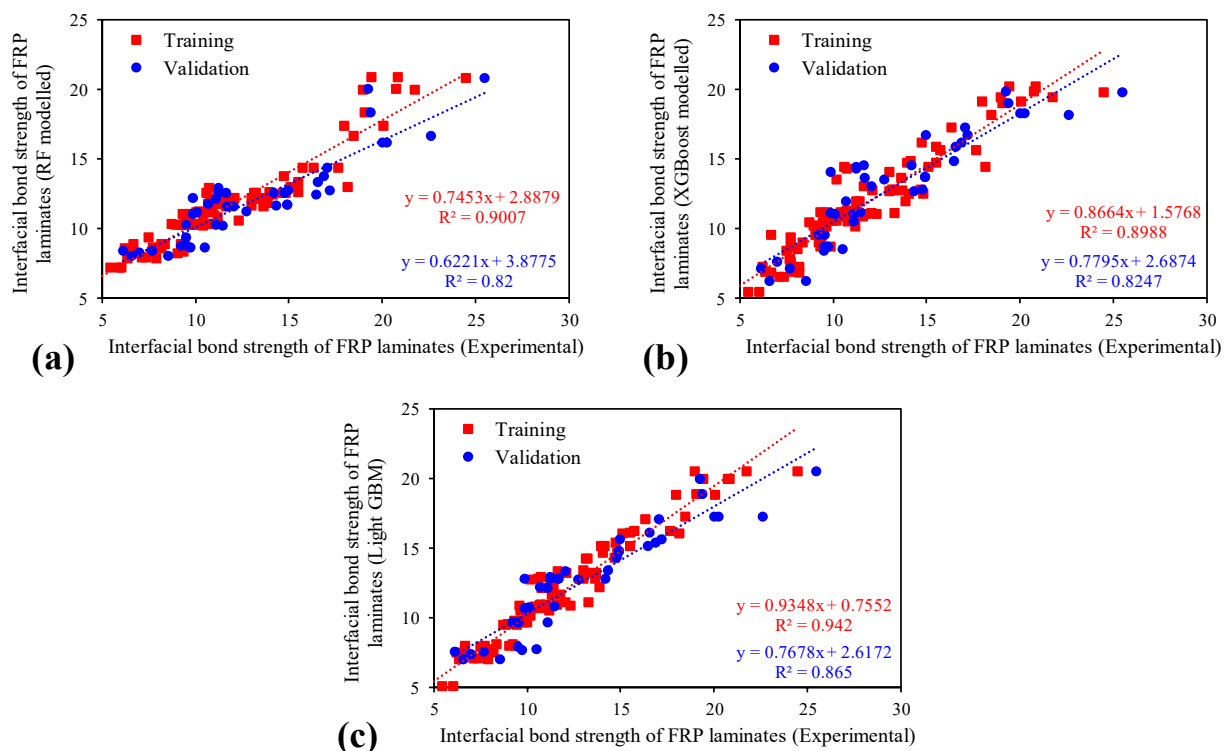 25
20
15
10
5
5
10
15
20
25
30
Training
Validation
y = 0.7453x + 2.8879
R² = 0.9007
y = 0.6221x + 3.8775
R² = 0.82
Interfacial bond strength of FRP
laminates (RF modelled)
Interfacial bond strength of FRP laminates (Experimental)
(a)
25
20
15
10
5
5
10
15
20
25
30
Training
Validation
y = 0.8664x + 1.5768
R² = 0.8988
y = 0.7795x + 2.6874
R² = 0.8247
Interfacial bond strength of FRP
laminates (XGBoost modelled)
Interfacial bond strength of FRP laminates (Experimental)
(b)
25
20
15
10
5
5
10
15
20
25
30
Training
Validation
y = 0.9348x + 0.7552
R² = 0.942
y = 0.7678x + 2.6172
R² = 0.865
Interfacial bond strength of FRP
laminates (Light GBM)
Interfacial bond strength of FRP laminates (Experimental)
(c)